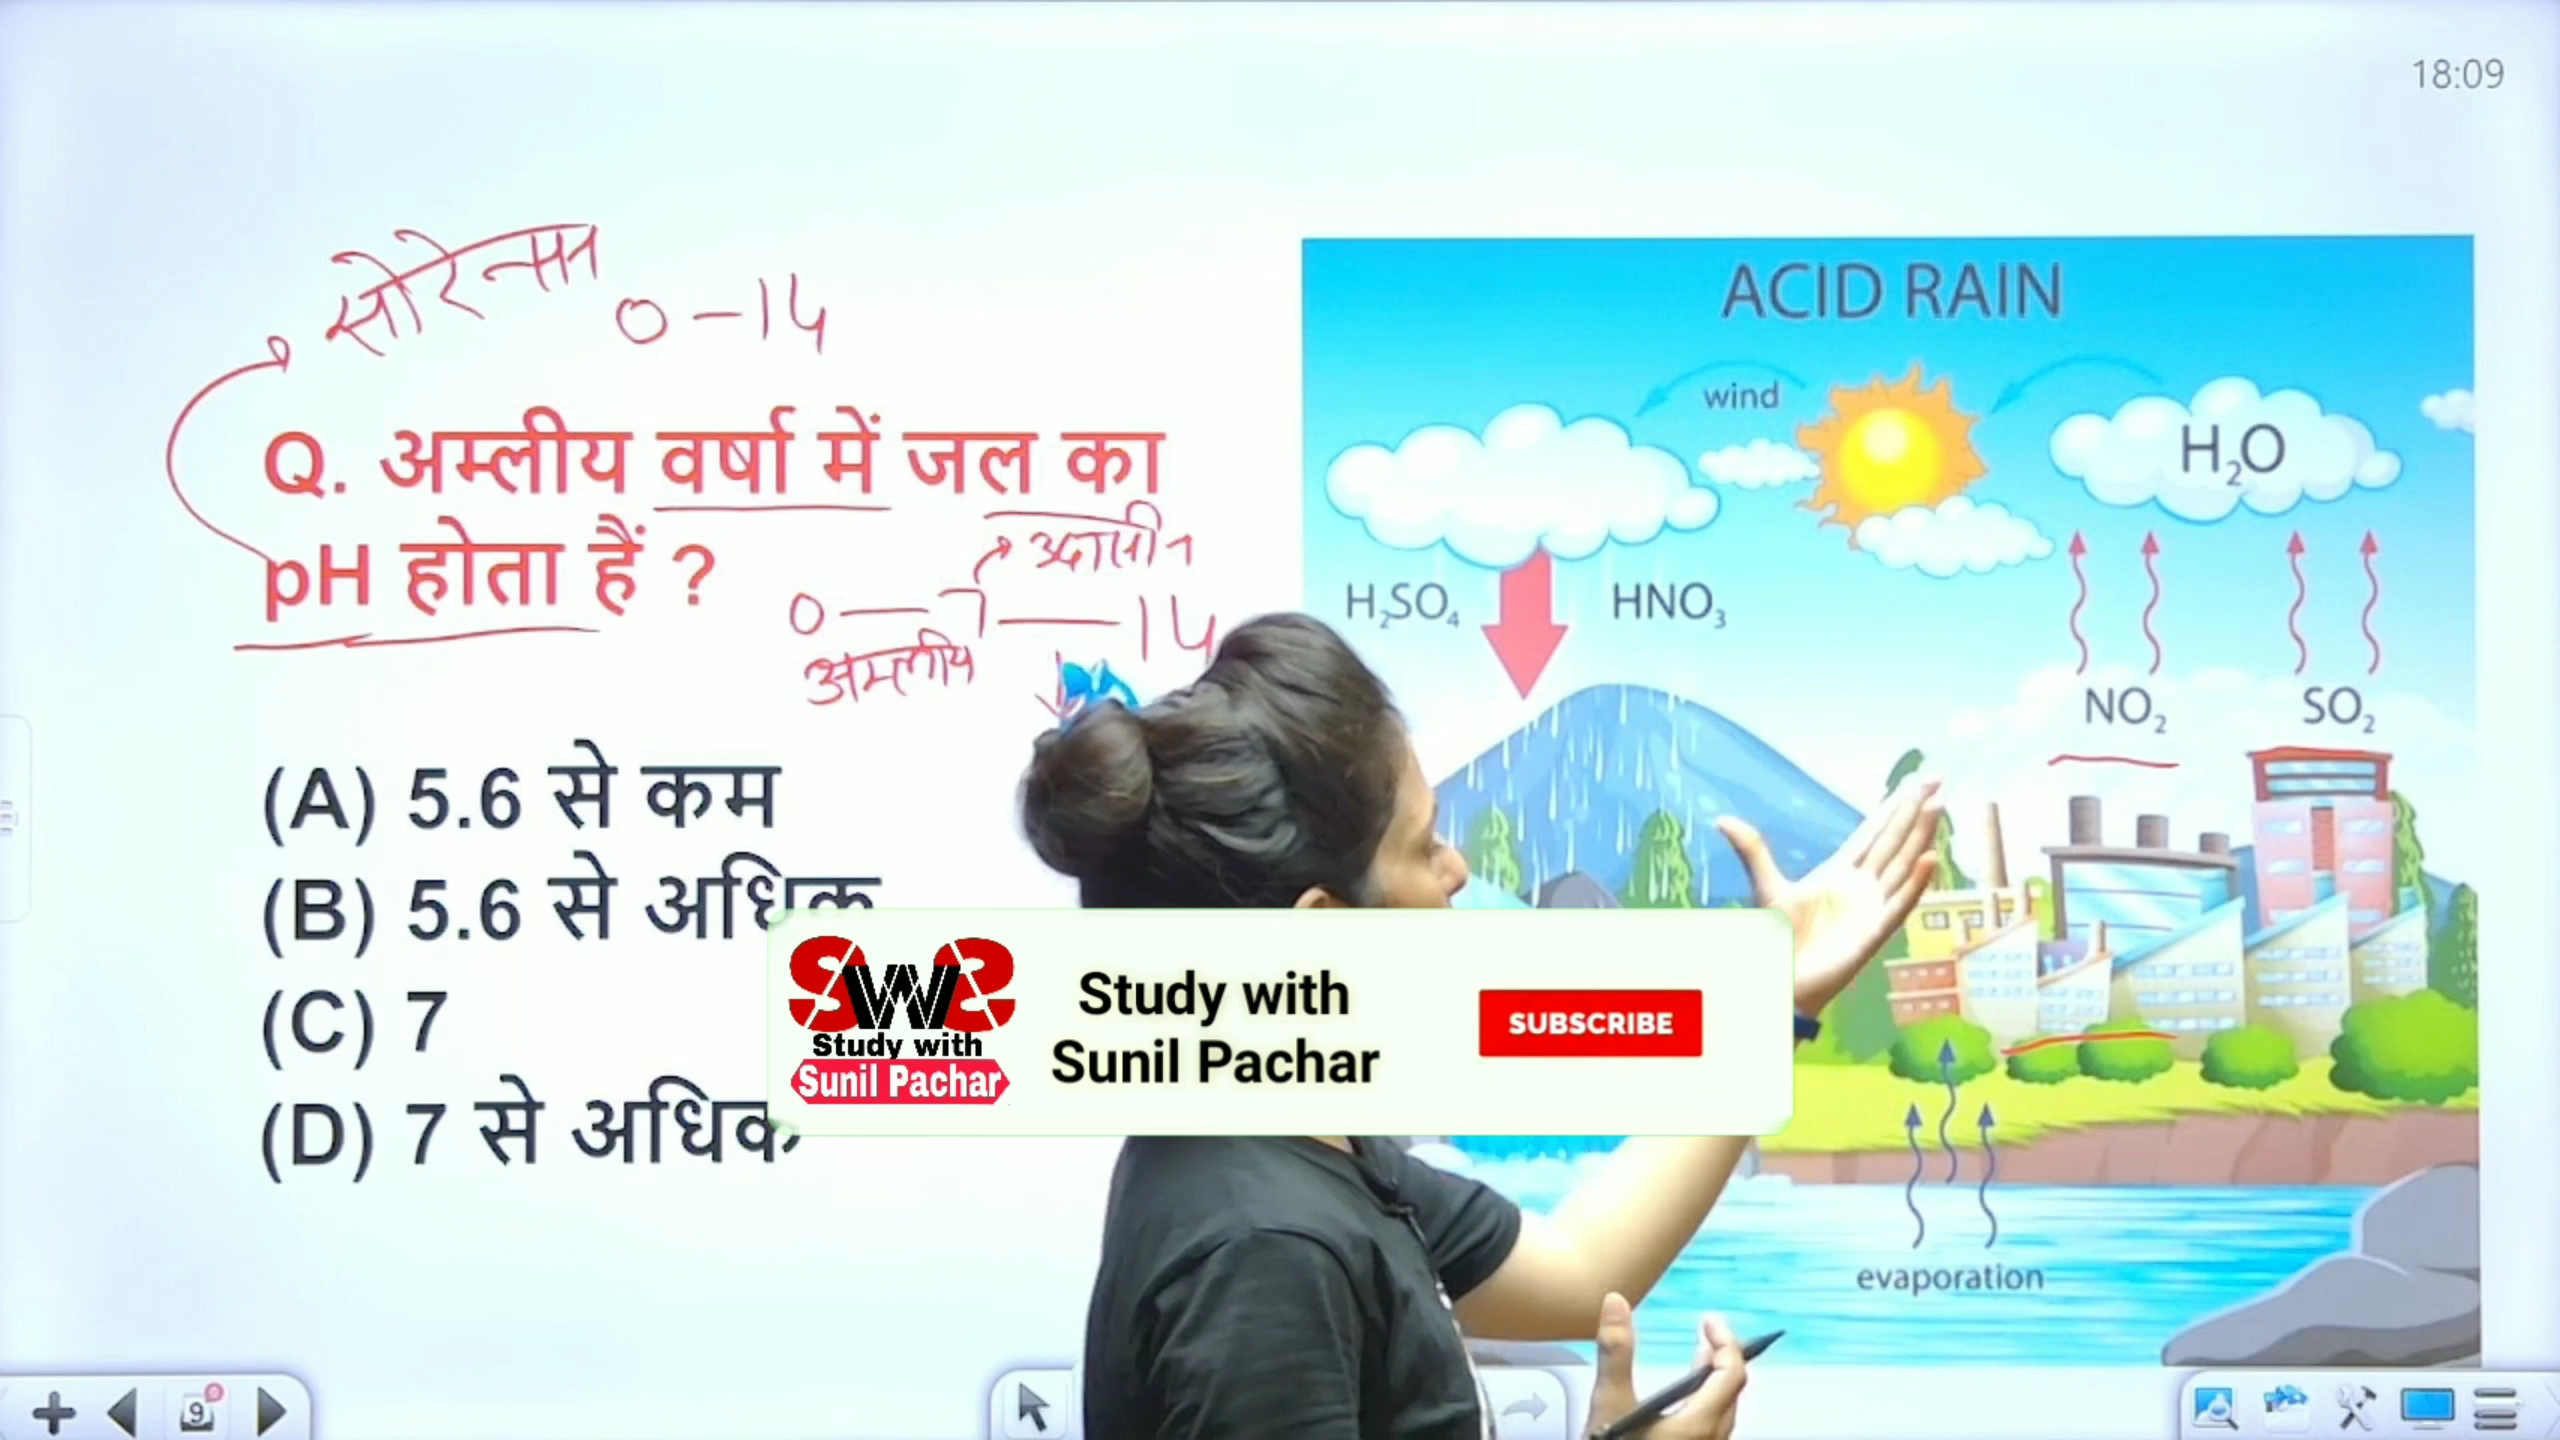 18:09
सोरेन्सन
0-14
Q. अम्लीय वर्षा में जल का
pH होता हैं ?
उदासीन
0 — 7 — 14
अम्लीय
(A) 5.6 से कम
(B) 5.6 से अधिक
(C) 7
(D) 7 से अधिक
ACID RAIN
wind
H₂O
H₂SO₄
HNO₃
NO₂
SO₂
evaporation
SWS
Study with
Sunil Pachar
Study with
Sunil Pachar
SUBSCRIBE
9